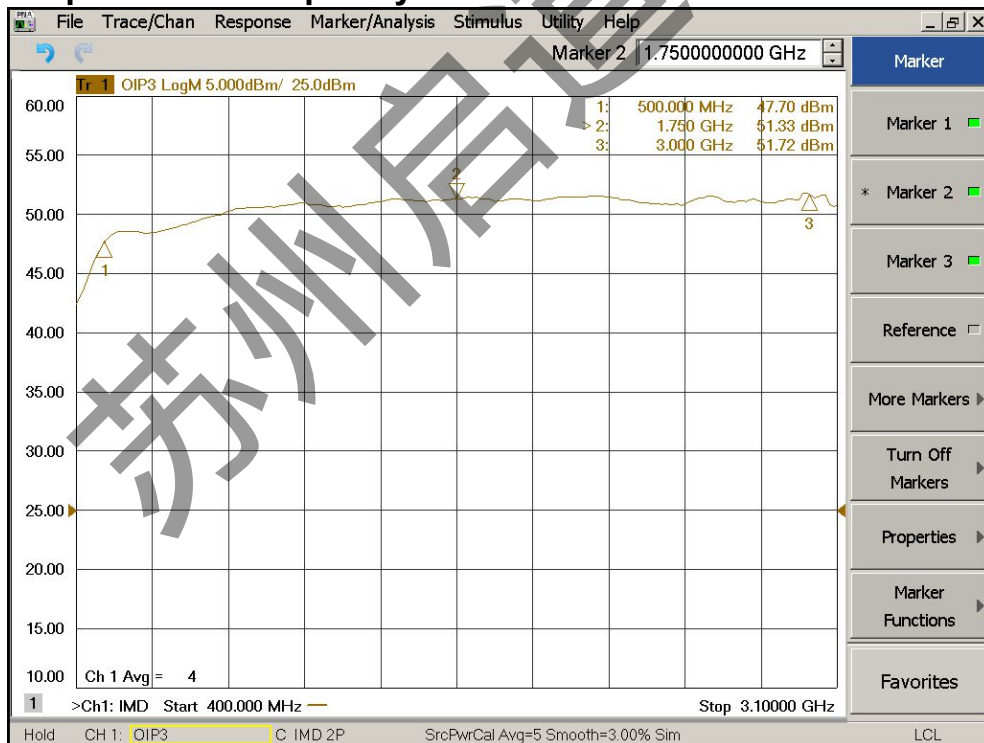 File Trace/Chan Response Marker/Analysis Stimulus Utility Help
Marker 2 1.7500000000 GHz
Tr 1 OIP3 LogM 5.000dBm/ 25.0dBm
1: 500.000 MHz 47.70 dBm
> 2: 1.750 GHz 51.33 dBm
3: 3.000 GHz 51.72 dBm
60.00
55.00
50.00
45.00
40.00
35.00
30.00
25.00
20.00
15.00
10.00
2
1
3
Ch 1 Avg = 4
1 >Ch1: IMD Start 400.000 MHz Stop 3.10000 GHz
Hold CH 1: OIP3 C IMD 2P SrcPwrCal Avg=5 Smooth=3.00% Sim LCL
Marker
Marker 1
* Marker 2
Marker 3
Reference
More Markers
Turn Off
Markers
Properties
Marker
Functions
Favorites
苏州启